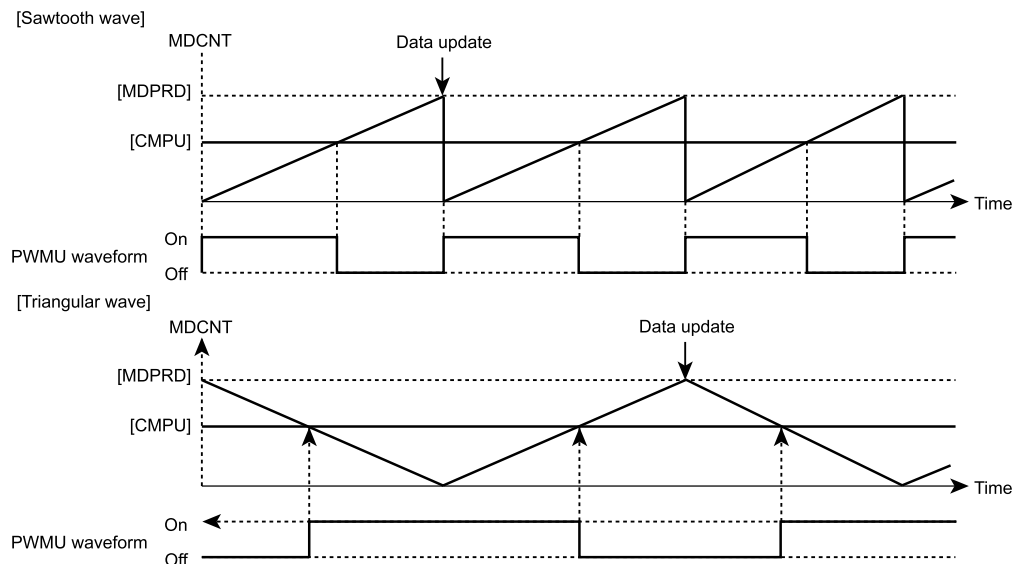 [Sawtooth wave]
MDCNT
Data update
[MDPRD]
[CMPU]
Time
On
PWMU waveform
Off
[Triangular wave]
MDCNT
Data update
[MDPRD]
[CMPU]
Time
On
PWMU waveform
Off